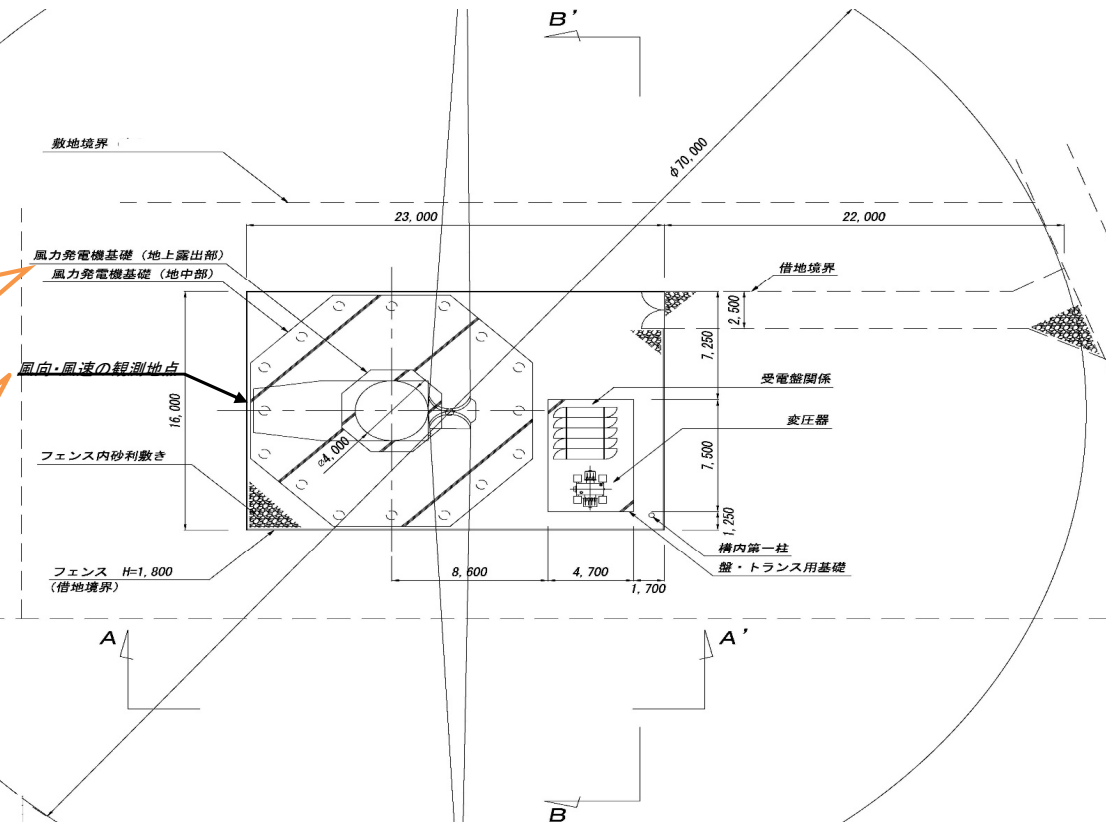 B'
敷地境界
φ70,000
23,000
22,000
風力発電機基礎（地上露出部）
風力発電機基礎（地中部）
借地境界
2,500
7,250
風向・風速の観測地点
受電盤関係
16,000
変圧器
⌀4,000
フェンス内砂利敷き
7,500
1,250
構内第一柱
フェンス H=1,800
（借地境界）
8,600
4,700
盤・トランス用基礎
1,700
A
A'
B